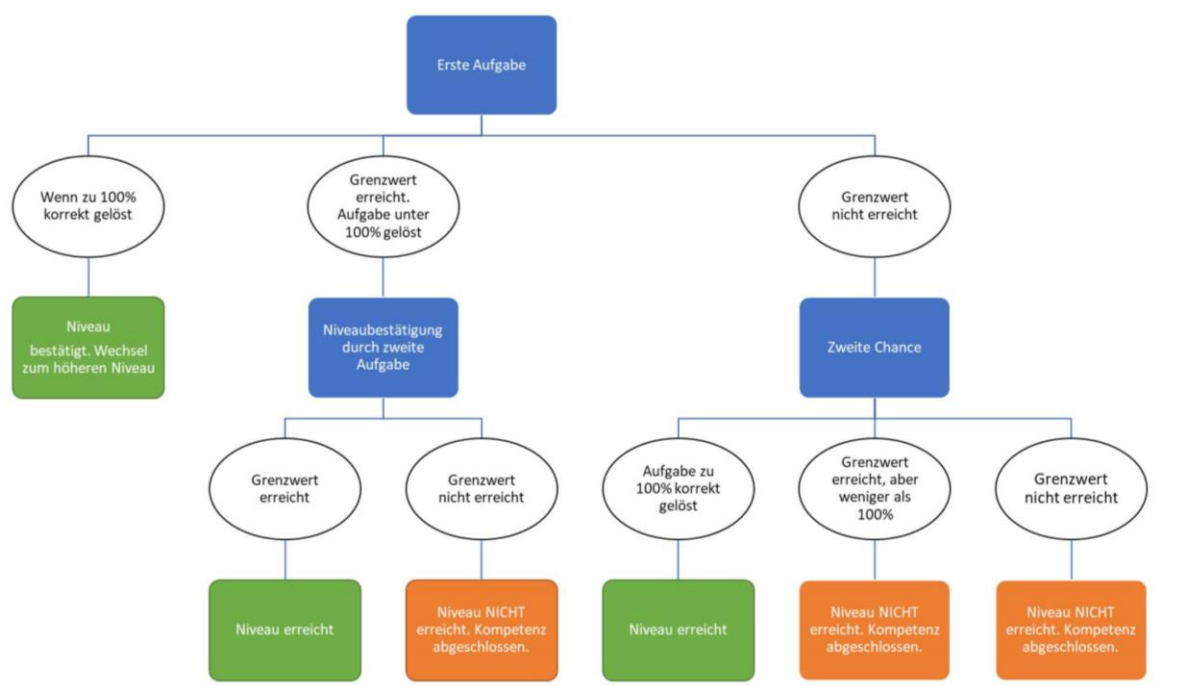 Erste Aufgabe
Wenn zu 100%
korrekt gelöst
Grenzwert
erreicht.
Aufgabe unter
100% gelöst
Grenzwert
nicht erreicht
Niveau
bestätigt. Wechsel
zum höheren Niveau
Niveaubestätigung
durch zweite
Aufgabe
Zweite Chance
Grenzwert
erreicht
Grenzwert
nicht erreicht
Aufgabe zu
100% korrekt
gelöst
Grenzwert
erreicht, aber
weniger als
100%
Grenzwert
nicht erreicht
Niveau erreicht
Niveau NICHT
erreicht. Kompetenz
abgeschlossen.
Niveau erreicht
Niveau NICHT
erreicht. Kompetenz
abgeschlossen.
Niveau NICHT
erreicht. Kompetenz
abgeschlossen.